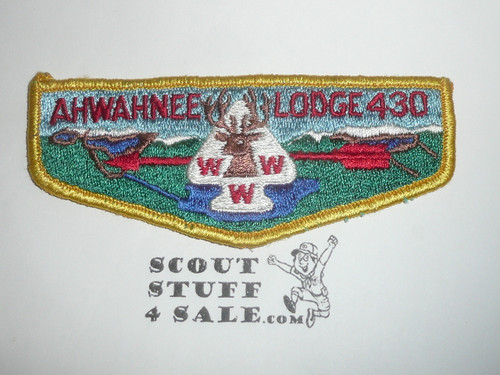 AHWAHNEE LODGE 430
W W
W
SCOUT
STUFF
4 SALE.COM